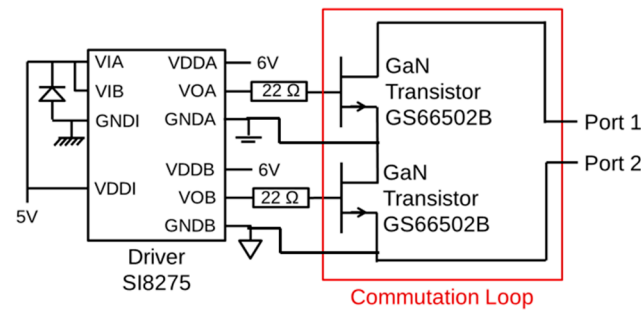 VIA
VDDA
6V
VIB
VOA
22 Ω
GNDI
GNDA
VDDB
6V
VDDI
VOB
22 Ω
GNDB
5V
Driver
SI8275
GaN
Transistor
GS66502B
GaN
Transistor
GS66502B
Port 1
Port 2
Commutation Loop